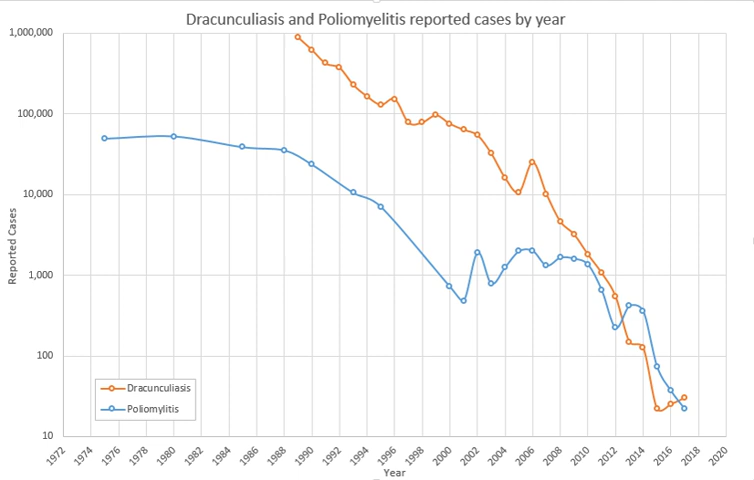 Dracunculiasis and Poliomyelitis reported cases by year
1,000,000
100,000
10,000
1,000
100
10
Reported Cases
Dracunculiasis
Poliomylitis
1972 1974 1976 1978 1980 1982 1984 1986 1988 1990 1992 1994 1996 1998 2000 2002 2004 2006 2008 2010 2012 2014 2016 2018 2020
Year